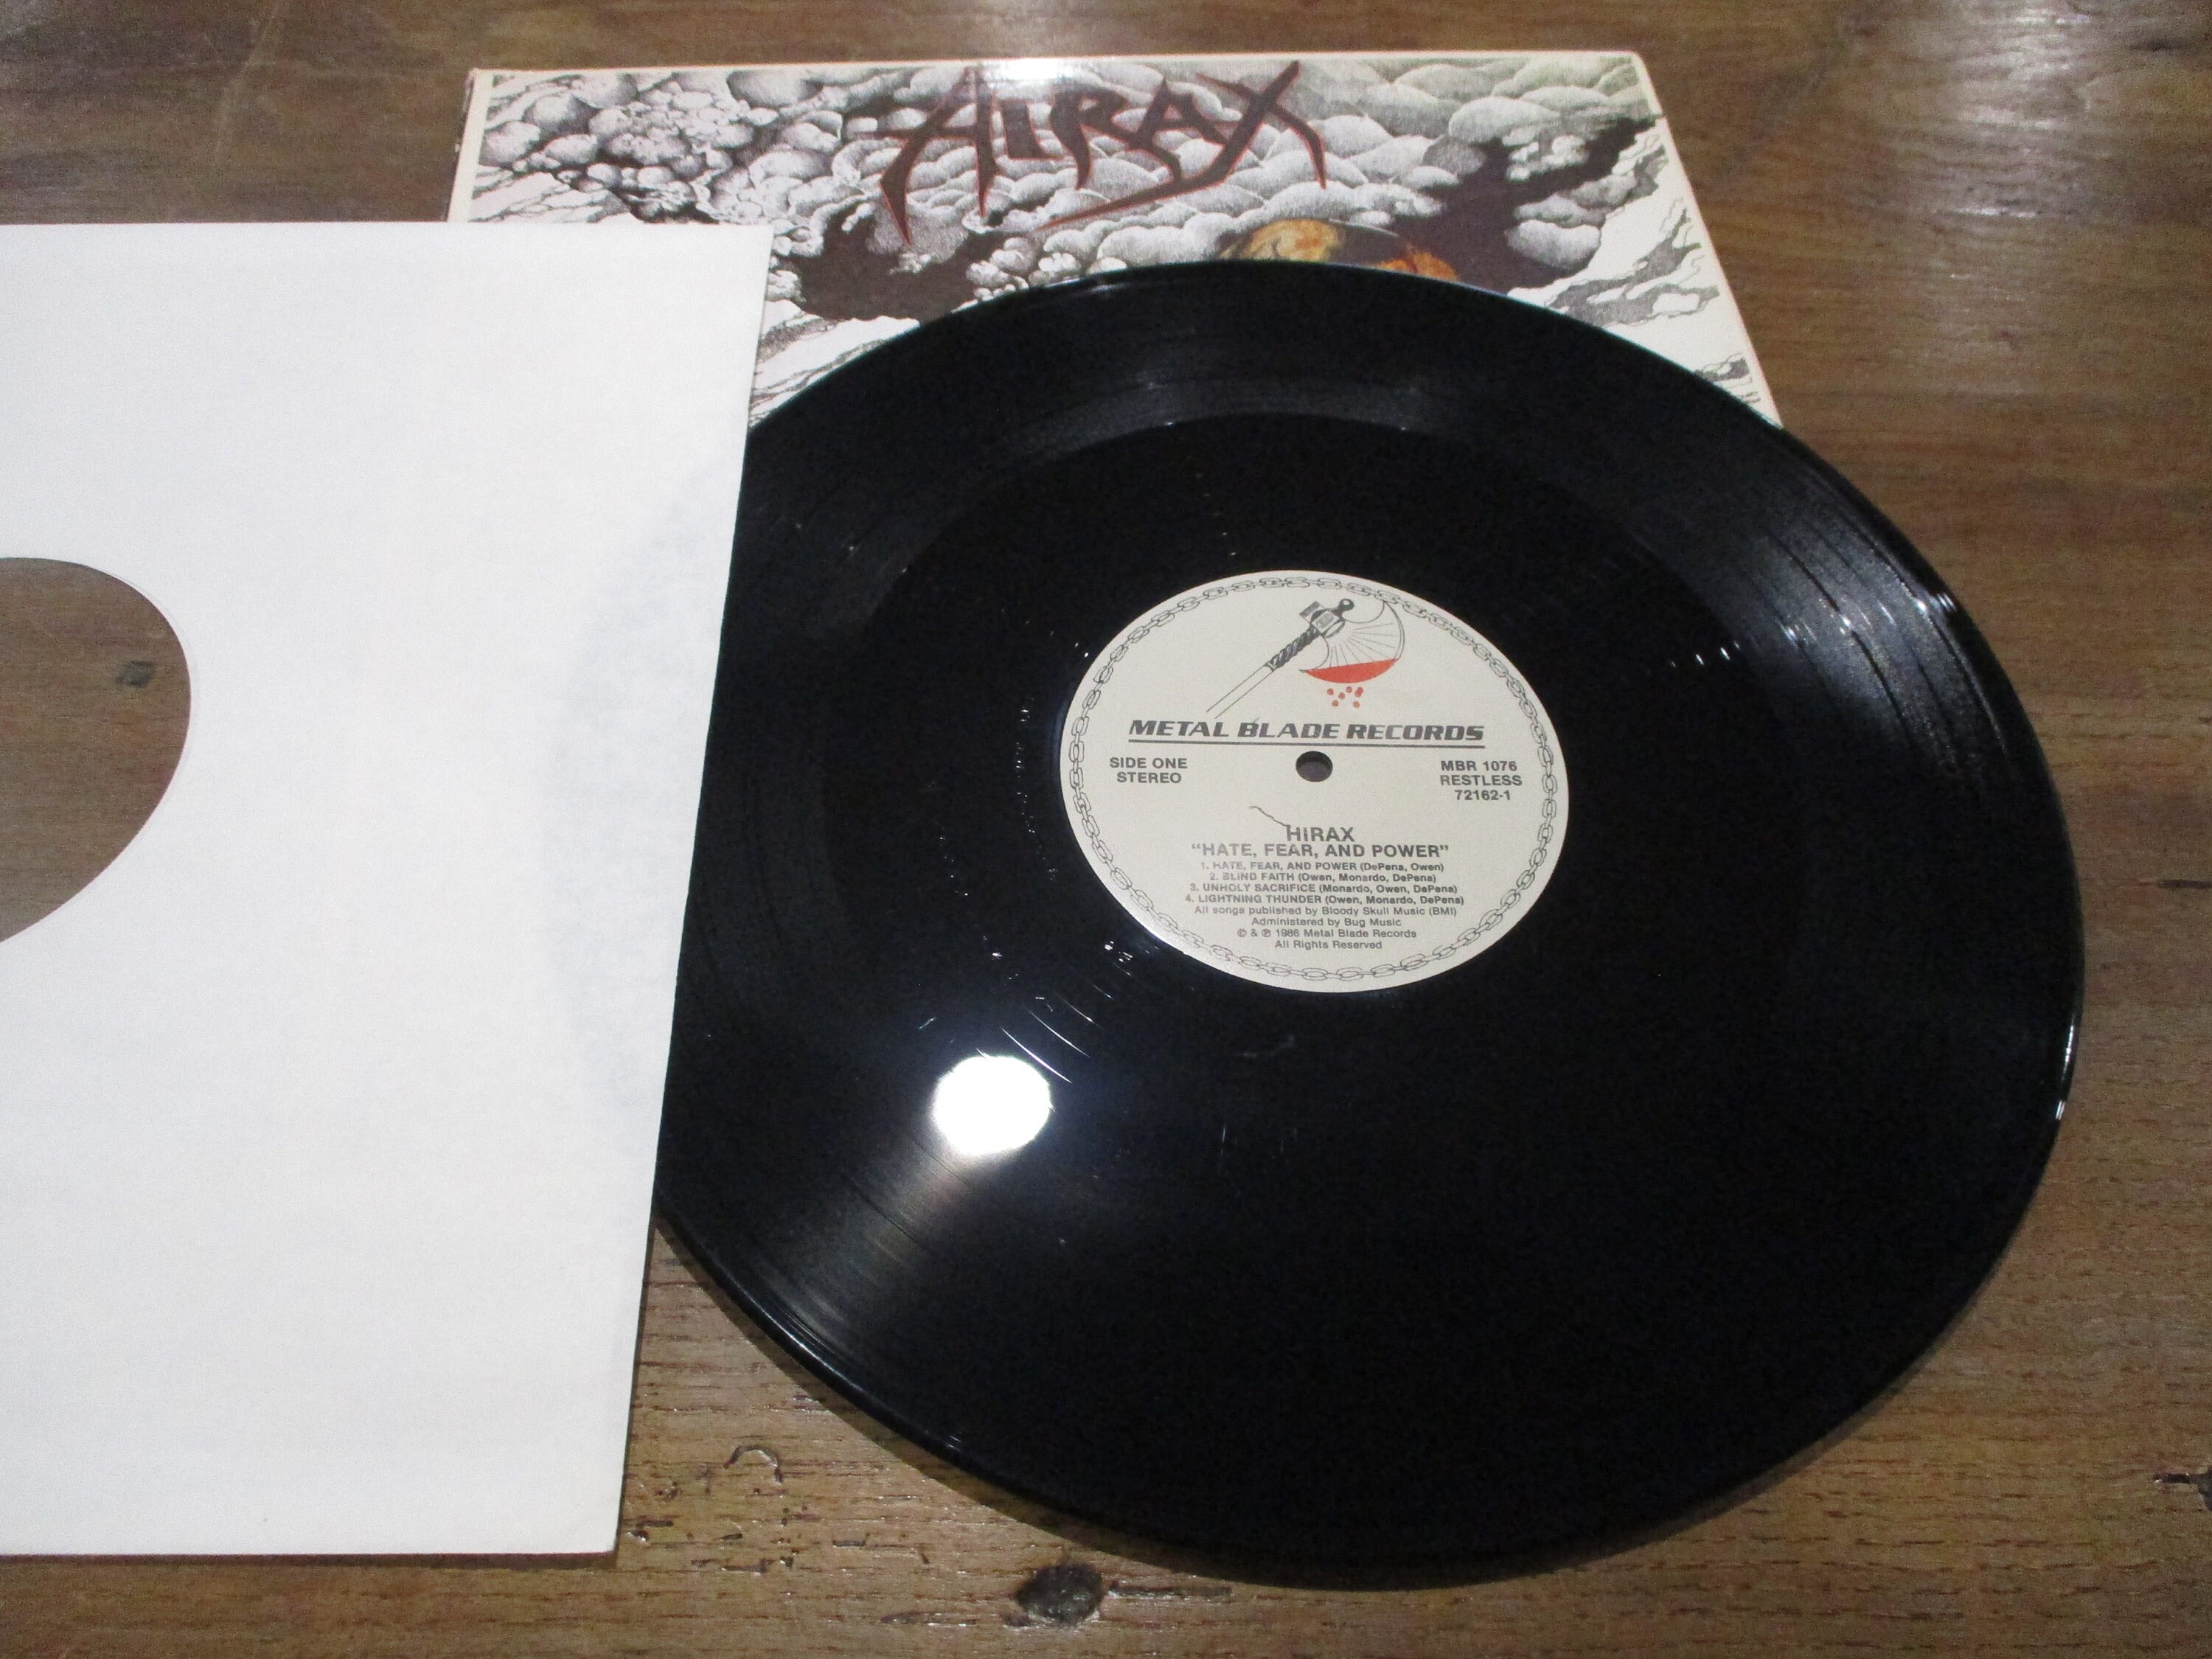 HIRAX
METAL BLADE RECORDS
SIDE ONE
STEREO
MBR 1076
RESTLESS
72162-1
HIRAX
"HATE, FEAR, AND POWER"
1. HATE, FEAR, AND POWER (DePena, Owen)
2. BLIND FAITH (Owen, Monardo, DePena)
3. UNHOLY SACRIFICE (Monardo, Owen, DePena)
4. LIGHTNING THUNDER (Owen, Monardo, DePena)
All songs published by Bloody Skull Music (BMI)
Administered by Bug Music
© & ℗ 1986 Metal Blade Records
All Rights Reserved